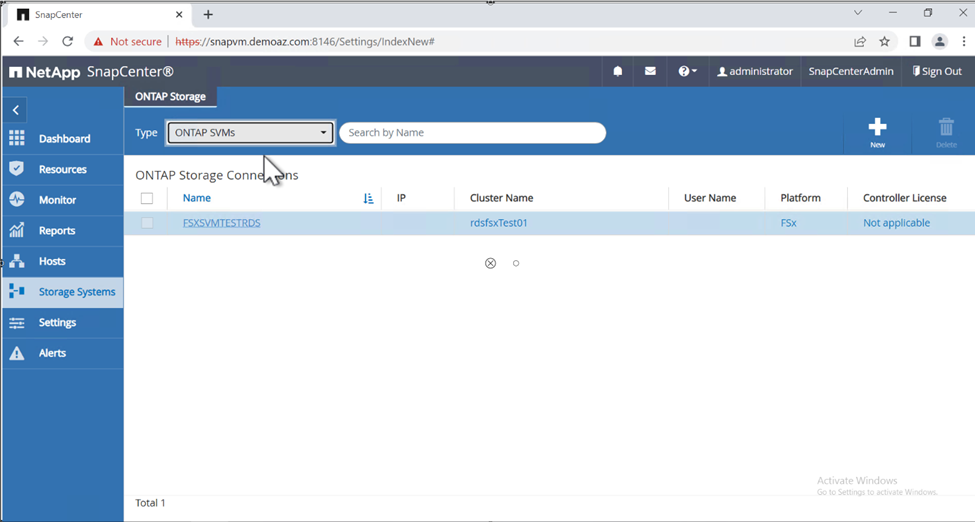 SnapCenter
Not secure https://snapvm.demoaz.com:8146/Settings/IndexNew#
NetApp SnapCenter® administrator SnapCenterAdmin Sign Out
ONTAP Storage
Type ONTAP SVMs Search by Name New Delete
Dashboard
Resources
Monitor
Reports
Hosts
Storage Systems
Settings
Alerts
ONTAP Storage Connections
Name IP Cluster Name User Name Platform Controller License
FSXSVMTESTRDS rdsfsxTest01 FSx Not applicable
Activate Windows
Go to Settings to activate Windows.
Total 1